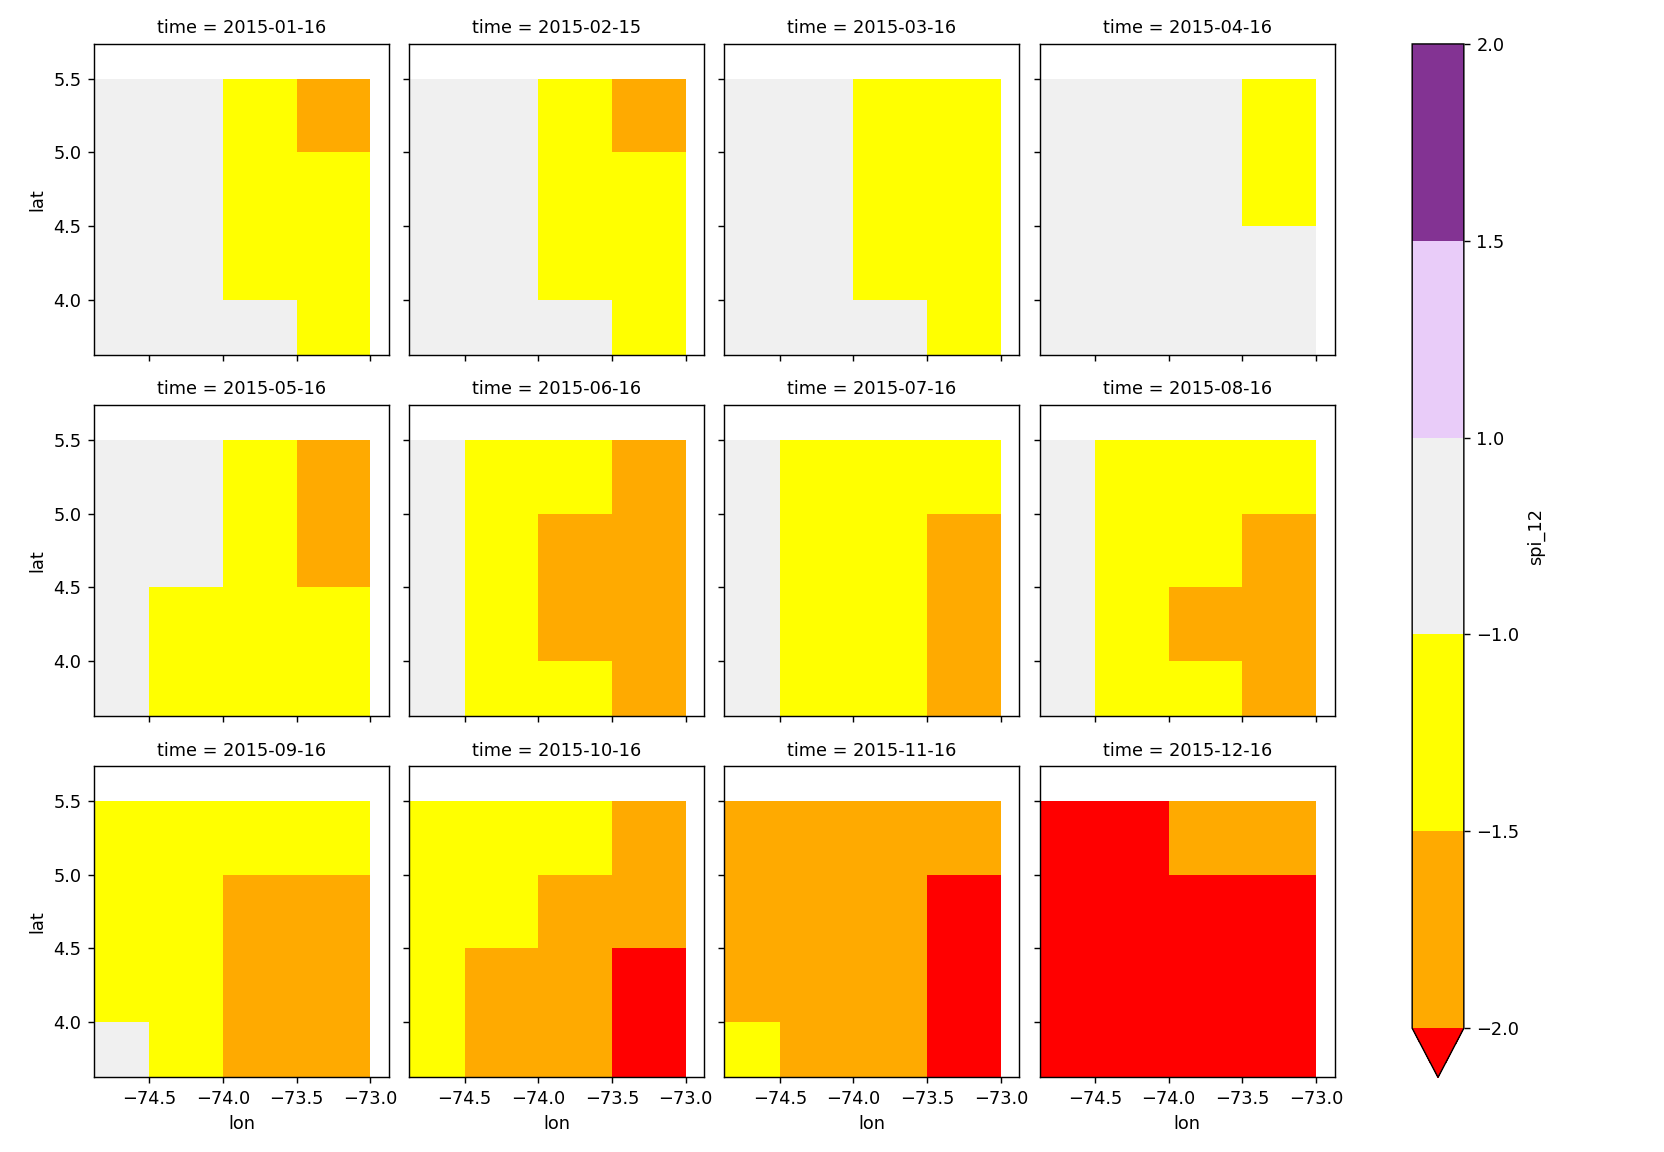 time = 2015-01-16
time = 2015-02-15
time = 2015-03-16
time = 2015-04-16
5.5
5.0
4.5
4.0
lat
time = 2015-05-16
time = 2015-06-16
time = 2015-07-16
time = 2015-08-16
5.5
5.0
4.5
4.0
lat
time = 2015-09-16
time = 2015-10-16
time = 2015-11-16
time = 2015-12-16
5.5
5.0
4.5
4.0
lat
−74.5 −74.0 −73.5 −73.0
lon
−74.5 −74.0 −73.5 −73.0
lon
−74.5 −74.0 −73.5 −73.0
lon
−74.5 −74.0 −73.5 −73.0
lon
2.0
1.5
1.0
−1.0
−1.5
−2.0
spi_12